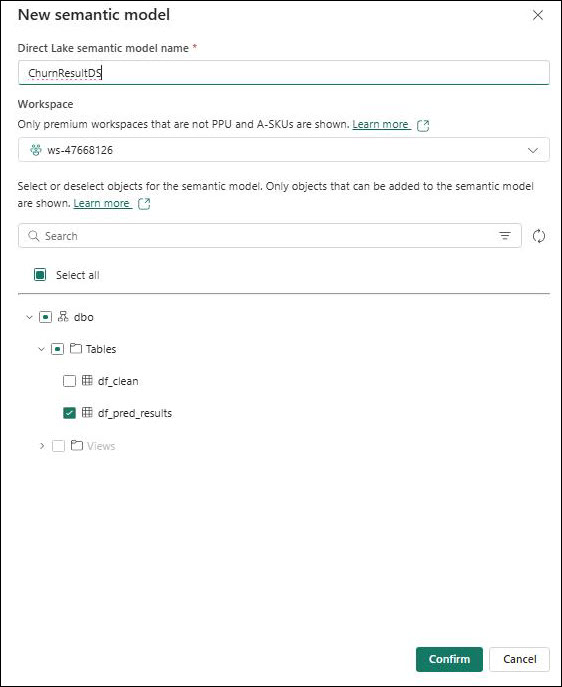 New semantic model
Direct Lake semantic model name *
ChurnResultDS
Workspace
Only premium workspaces that are not PPU and A-SKUs are shown. Learn more
ws-47668126
Select or deselect objects for the semantic model. Only objects that can be added to the semantic model
are shown. Learn more
Search
Select all
dbo
Tables
df_clean
df_pred_results
Views
Confirm Cancel